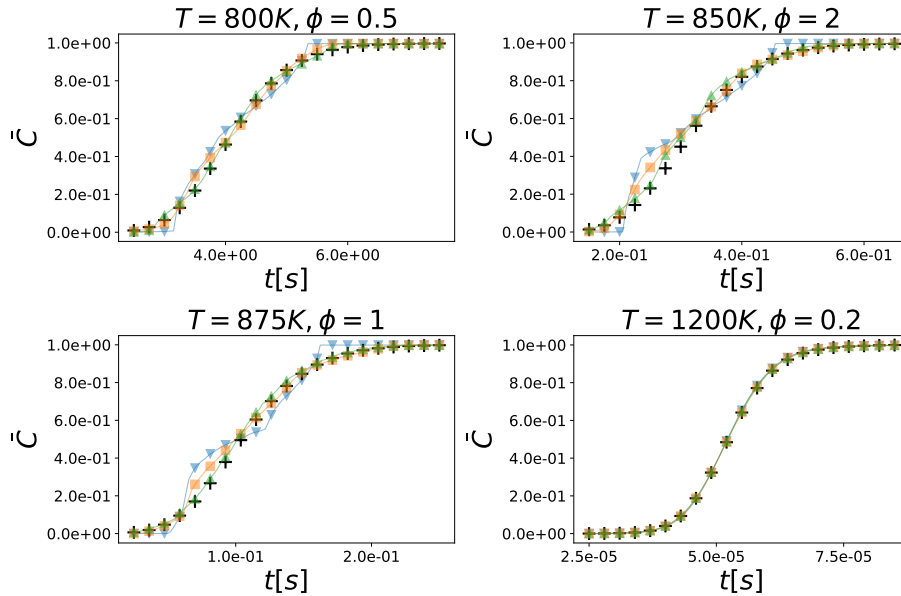 T = 800K, ϕ = 0.5
1.0e+00
8.0e-01
6.0e-01
4.0e-01
2.0e-01
0.0e+00
C̄
4.0e+00 6.0e+00
t[s]
T = 850K, ϕ = 2
1.0e+00
8.0e-01
6.0e-01
4.0e-01
2.0e-01
0.0e+00
C̄
2.0e-01 4.0e-01 6.0e-01
t[s]
T = 875K, ϕ = 1
1.0e+00
8.0e-01
6.0e-01
4.0e-01
2.0e-01
0.0e+00
C̄
1.0e-01 2.0e-01
t[s]
T = 1200K, ϕ = 0.2
1.0e+00
8.0e-01
6.0e-01
4.0e-01
2.0e-01
0.0e+00
C̄
2.5e-05 5.0e-05 7.5e-05
t[s]